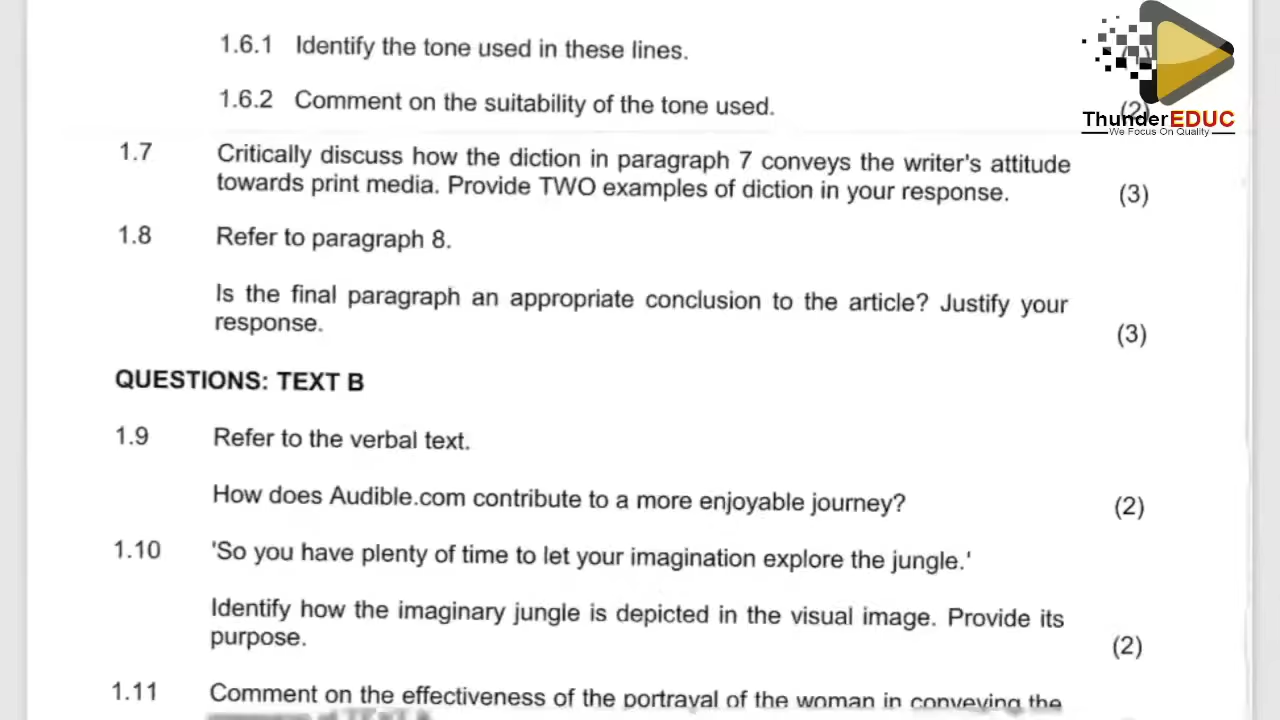 1.6.1 Identify the tone used in these lines.
1.6.2 Comment on the suitability of the tone used. (2)
ThunderEDUC
We Focus On Quality
1.7 Critically discuss how the diction in paragraph 7 conveys the writer's attitude
towards print media. Provide TWO examples of diction in your response. (3)
1.8 Refer to paragraph 8.
Is the final paragraph an appropriate conclusion to the article? Justify your
response. (3)
QUESTIONS: TEXT B
1.9 Refer to the verbal text.
How does Audible.com contribute to a more enjoyable journey? (2)
1.10 'So you have plenty of time to let your imagination explore the jungle.'
Identify how the imaginary jungle is depicted in the visual image. Provide its
purpose. (2)
1.11 Comment on the effectiveness of the portrayal of the woman in conveying the